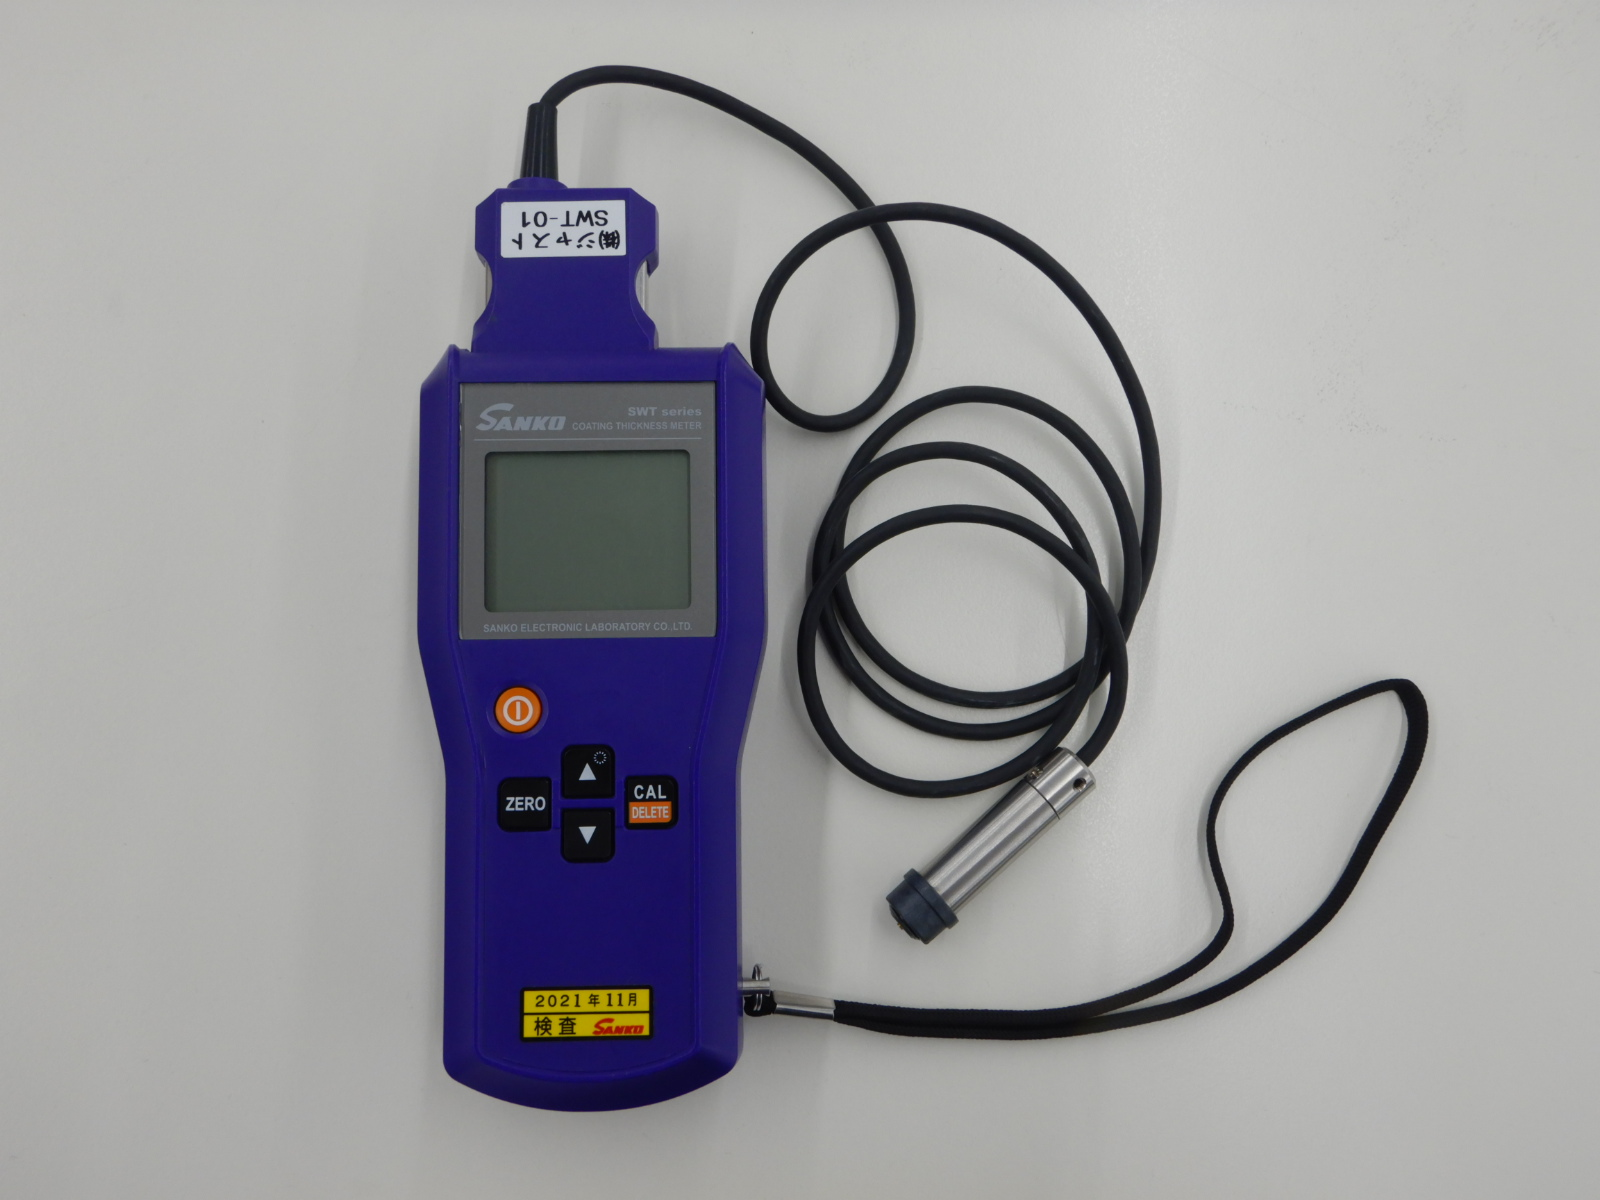 ㈱ジャスト
SWT-01
SANKO
SWT series
COATING THICKNESS METER
SANKO ELECTRONIC LABORATORY CO.,LTD.
ZERO
CAL
DELETE
2021年11月
検査 SANKO